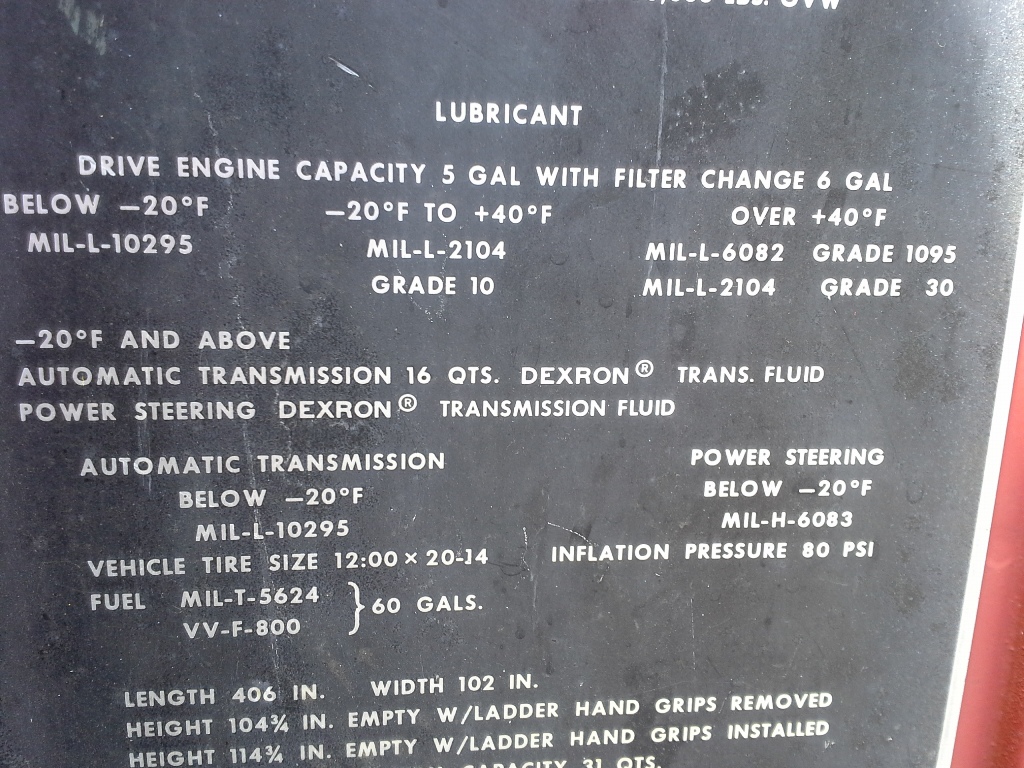 LBS. GVW
LUBRICANT
DRIVE ENGINE CAPACITY 5 GAL WITH FILTER CHANGE 6 GAL
BELOW —20°F —20°F TO +40°F OVER +40°F
MIL-L-10295 MIL-L-2104 MIL-L-6082 GRADE 1095
GRADE 10 MIL-L-2104 GRADE 30
—20°F AND ABOVE
AUTOMATIC TRANSMISSION 16 QTS. DEXRON® TRANS. FLUID
POWER STEERING DEXRON® TRANSMISSION FLUID
AUTOMATIC TRANSMISSION POWER STEERING
BELOW —20°F BELOW —20°F
MIL-L-10295 MIL-H-6083
VEHICLE TIRE SIZE 12:00 × 20-14 INFLATION PRESSURE 80 PSI
FUEL MIL-T-5624 } 60 GALS.
VV-F-800
LENGTH 406 IN. WIDTH 102 IN.
HEIGHT 104¾ IN. EMPTY W/LADDER HAND GRIPS REMOVED
HEIGHT 114¾ IN. EMPTY W/LADDER HAND GRIPS INSTALLED
CAPACITY 31 QTS.